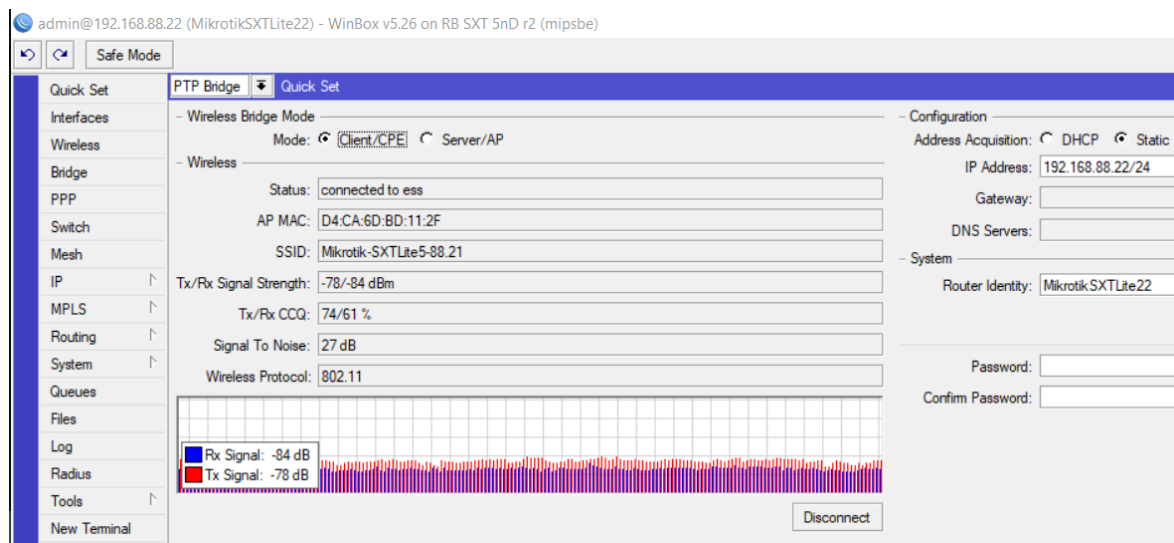 admin@192.168.88.22 (MikrotikSXTLite22) - WinBox v5.26 on RB SXT 5nD r2 (mipsbe)
Safe Mode
Quick Set
Interfaces
Wireless
Bridge
PPP
Switch
Mesh
IP
MPLS
Routing
System
Queues
Files
Log
Radius
Tools
New Terminal
PTP Bridge Quick Set
Wireless Bridge Mode
Mode: Client/CPE Server/AP
Wireless
Status: connected to ess
AP MAC: D4:CA:6D:BD:11:2F
SSID: Mikrotik-SXTLite5-88.21
Tx/Rx Signal Strength: -78/-84 dBm
Tx/Rx CCQ: 74/61 %
Signal To Noise: 27 dB
Wireless Protocol: 802.11
Rx Signal: -84 dB
Tx Signal: -78 dB
Disconnect
Configuration
Address Acquisition: DHCP Static
IP Address: 192.168.88.22/24
Gateway:
DNS Servers:
System
Router Identity: MikrotikSXTLite22
Password:
Confirm Password: